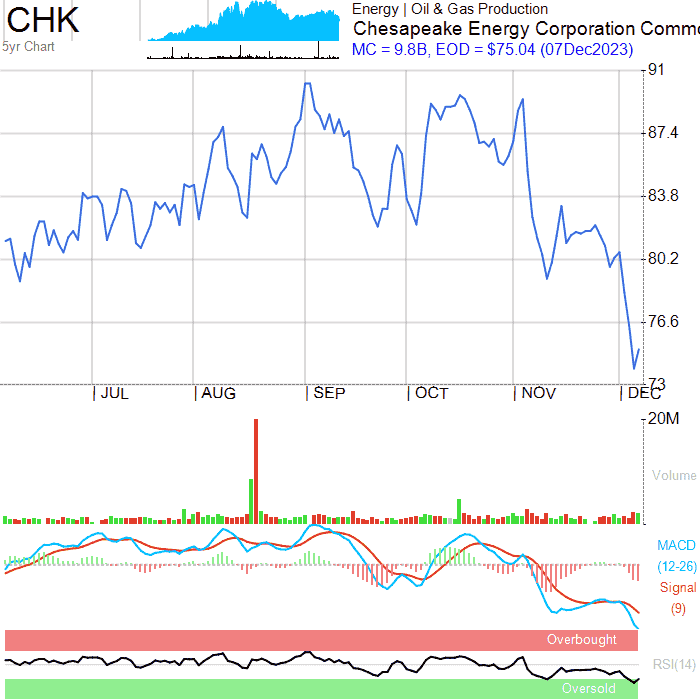 CHK
5yr Chart
Energy | Oil & Gas Production
Chesapeake Energy Corporation Commo
MC = 9.8B, EOD = $75.04 (07Dec2023)
91
87.4
83.8
80.2
76.6
73
JUL
AUG
SEP
OCT
NOV
DEC
20M
Volume
MACD
(12-26)
Signal
(9)
Overbought
RSI(14)
Oversold